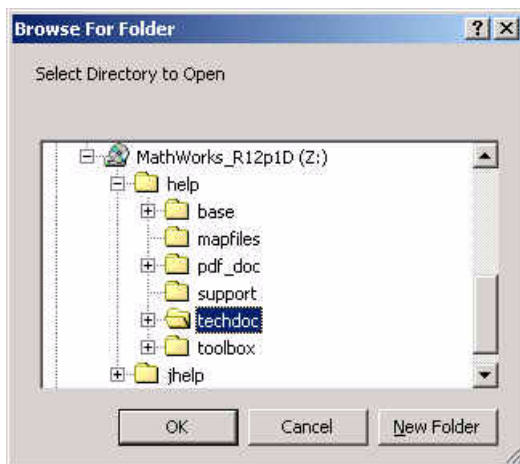 Browse For Folder
Select Directory to Open
MathWorks_R12p1D (Z:)
help
base
mapfiles
pdf_doc
support
techdoc
toolbox
jhelp
OK Cancel New Folder